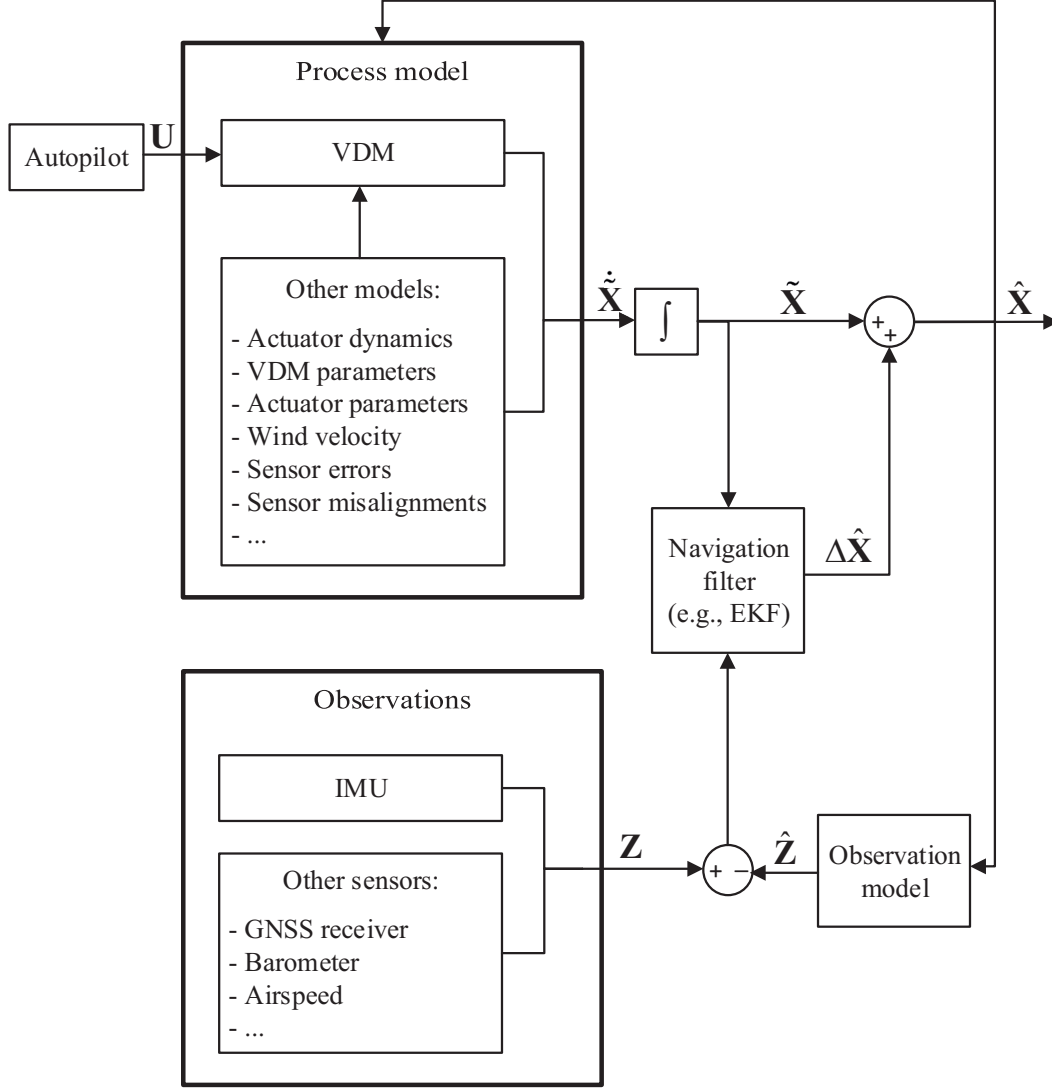 Process model
Autopilot
U
VDM
Other models:
- Actuator dynamics
- VDM parameters
- Actuator parameters
- Wind velocity
- Sensor errors
- Sensor misalignments
- ...
Ẋ̃
∫
X̃
+
+
X̂
Navigation
filter
(e.g., EKF)
ΔX̂
Observations
IMU
Other sensors:
- GNSS receiver
- Barometer
- Airspeed
- ...
Z
+ −
Ẑ
Observation
model